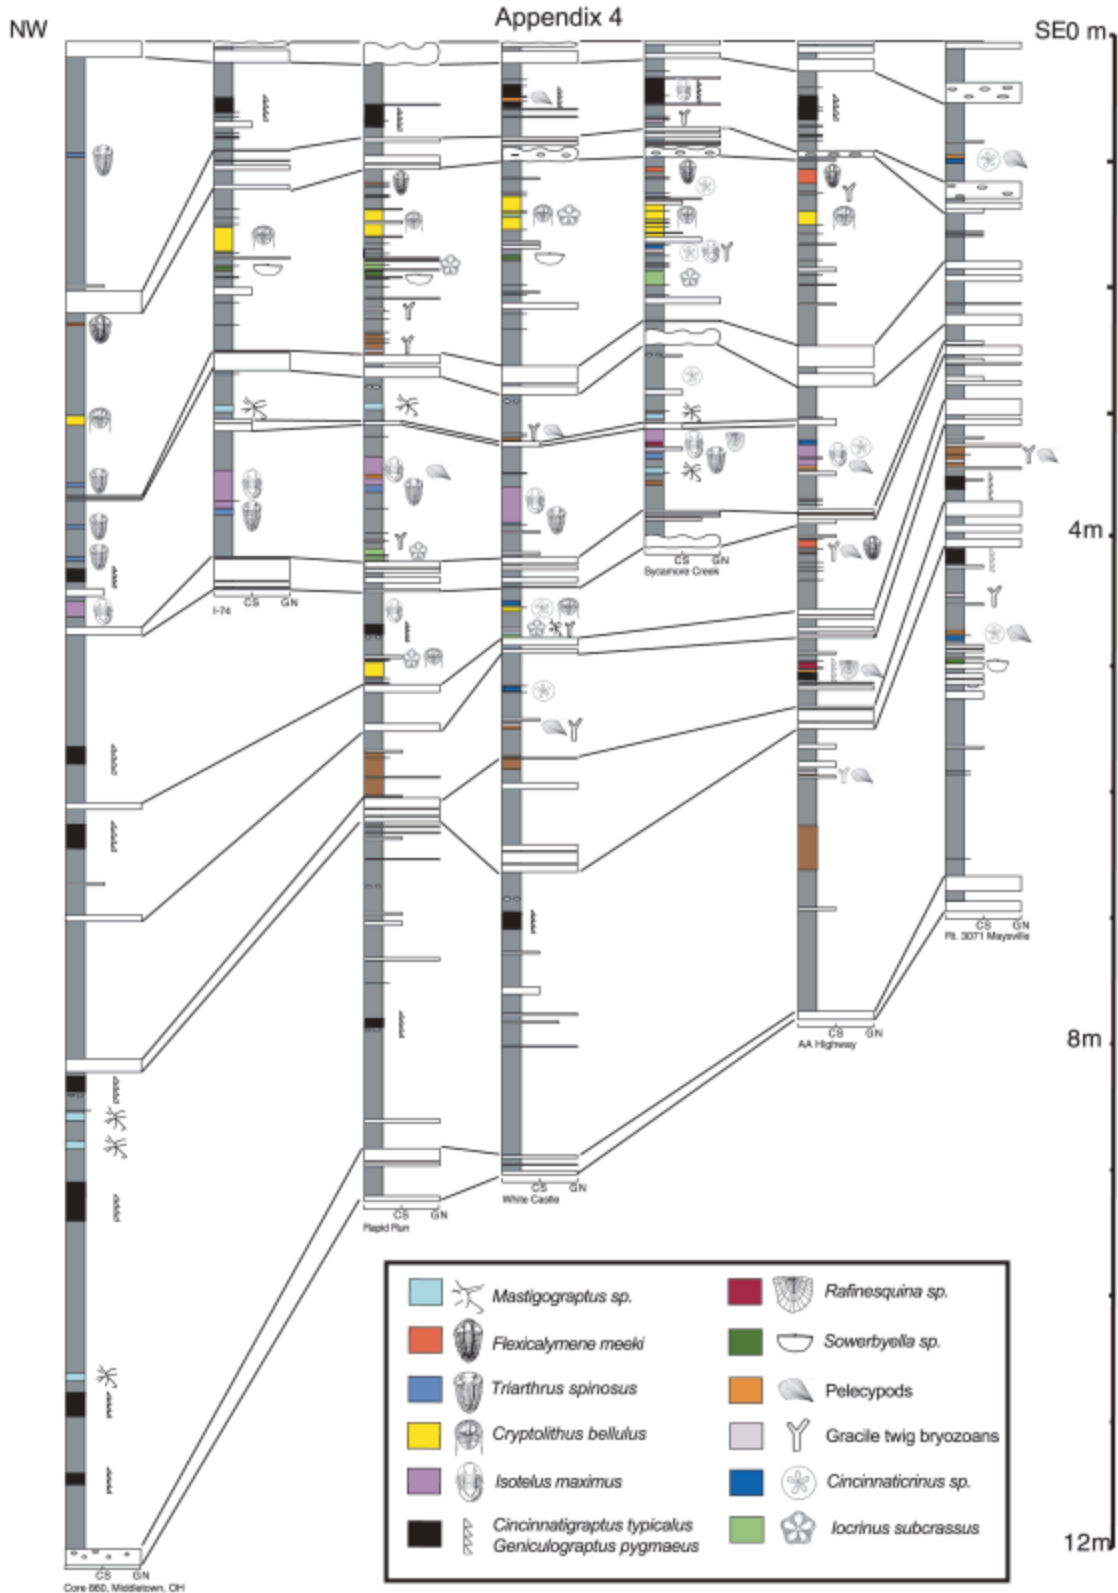 Appendix 4
NW
SE
0 m
4m
8m
12m
CS GN
I-74
CS GN
Sycamore Creek
CS GN
Rt. 3071 Maysville
CS GN
AA Highway
CS GN
White Castle
CS GN
Rapid Run
CS GN
Core 860, Middletown, OH
Mastigograptus sp.
Flexicalymene meeki
Triarthrus spinosus
Cryptolithus bellulus
Isotelus maximus
Cincinnatigraptus typicalus
Geniculograptus pygmaeus
Rafinesquina sp.
Sowerbyella sp.
Pelecypods
Gracile twig bryozoans
Cincinnaticrinus sp.
Iocrinus subcrassus